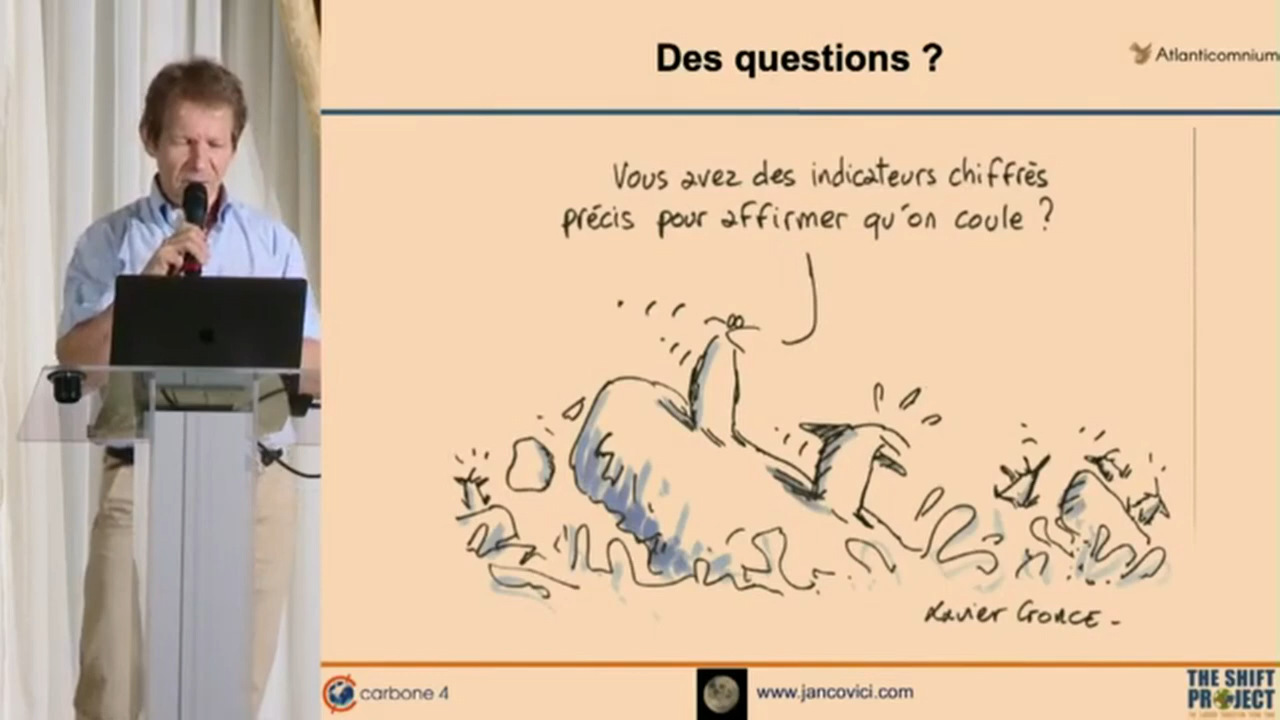 Des questions ?
Atlanticomnium
Vous avez des indicateurs chiffrés
précis pour affirmer qu'on coule ?
Xavier GORCE -
carbone 4
www.jancovici.com
THE SHIFT
PROJECT